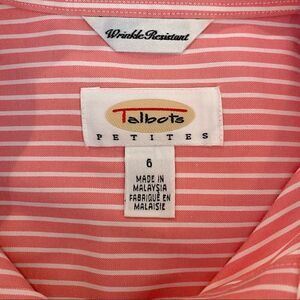 Wrinkle Resistant
Talbots
PETITES
6
MADE IN
MALAYSIA
FABRIQUÉ EN
MALAISIE